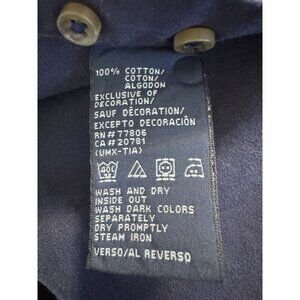 100% COTTON/
COTON/
ALGODON
EXCLUSIVE OF
DECORATION/
SAUF DÉCORATION/
EXCEPTO DECORACIÓN
RN# 77806
CA# 20781
(UMX-TIA)
40C
WASH AND DRY
INSIDE OUT
WASH DARK COLORS
SEPARATELY
DRY PROMPTLY
STEAM IRON
VERSO/AL REVERSO